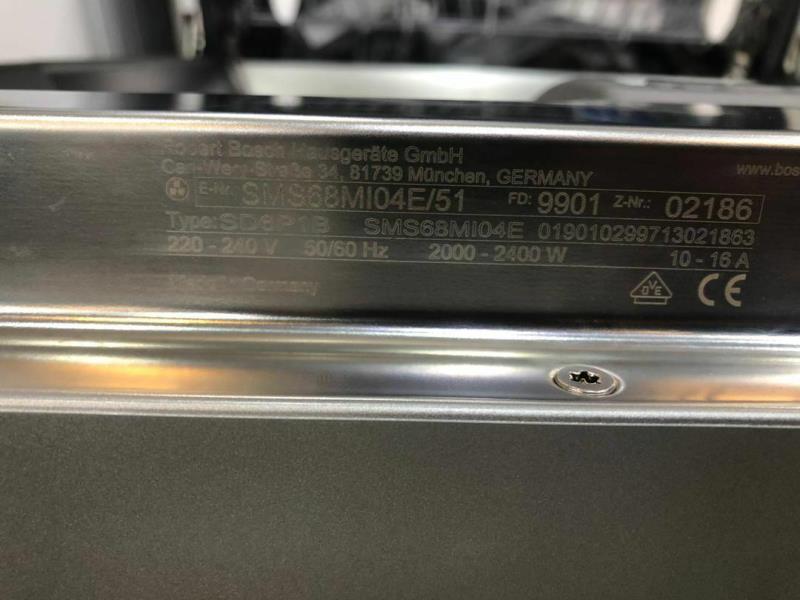 Robert Bosch Hausgeräte GmbH
Carl-Wery-Straße 34, 81739 München, GERMANY www.bos
E-Nr. SMS68MI04E/51 FD: 9901 Z-Nr.: 02186
Type: SD6P1B SMS68MI04E 019010299713021863
220 - 240 V 50/60 Hz 2000 - 2400 W 10 - 16 A
Made in Germany
DVE CE